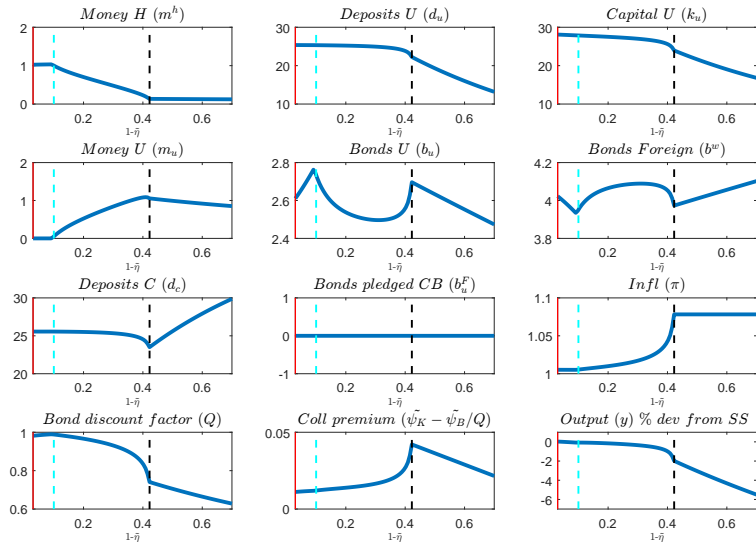 Money H (m^h)
Deposits U (d_u)
Capital U (k_u)
2
1
0
30
20
10
30
20
10
0.2 0.4 0.6
0.2 0.4 0.6
0.2 0.4 0.6
1-η̃
1-η̃
1-η̃
Money U (m_u)
Bonds U (b_u)
Bonds Foreign (b^w)
2
1
0
2.8
2.6
2.4
4.2
4
3.8
0.2 0.4 0.6
0.2 0.4 0.6
0.2 0.4 0.6
1-η̃
1-η̃
1-η̃
Deposits C (d_c)
Bonds pledged CB (b_u^F)
Infl (π)
30
25
20
1
0
-1
1.1
1.05
1
0.2 0.4 0.6
0.2 0.4 0.6
0.2 0.4 0.6
1-η̃
1-η̃
1-η̃
Bond discount factor (Q)
Coll premium (ψ̃_K − ψ̃_B/Q)
Output (y) % dev from SS
1
0.8
0.6
0.05
0
0
-2
-4
-6
0.2 0.4 0.6
0.2 0.4 0.6
0.2 0.4 0.6
1-η̃
1-η̃
1-η̃